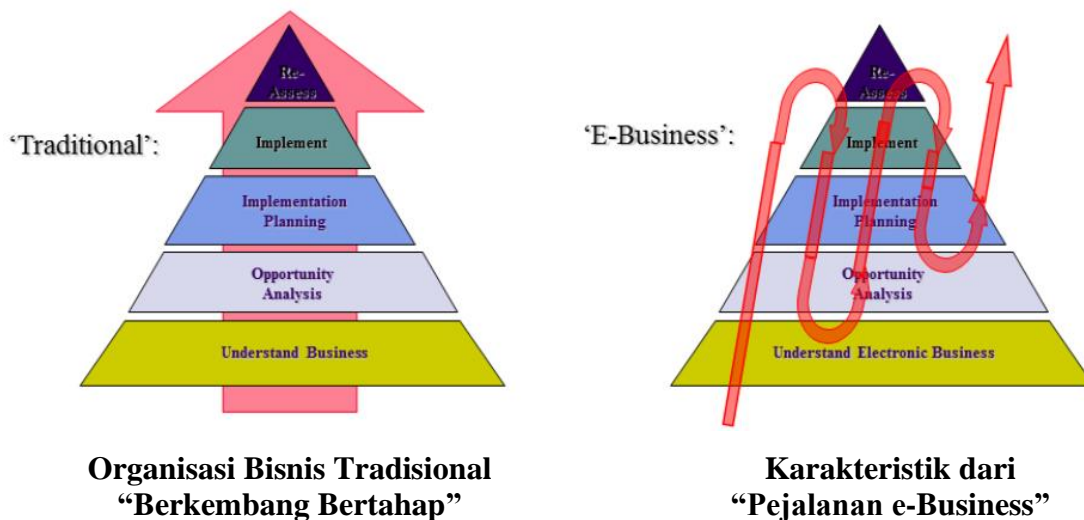 ‘Traditional’:
Re-
Assess
Implement
Implementation
Planning
Opportunity
Analysis
Understand Business
Organisasi Bisnis Tradisional
“Berkembang Bertahap”
‘E-Business’:
Re-
Assess
Implement
Implementation
Planning
Opportunity
Analysis
Understand Electronic Business
Karakteristik dari
“Pejalanan e-Business”